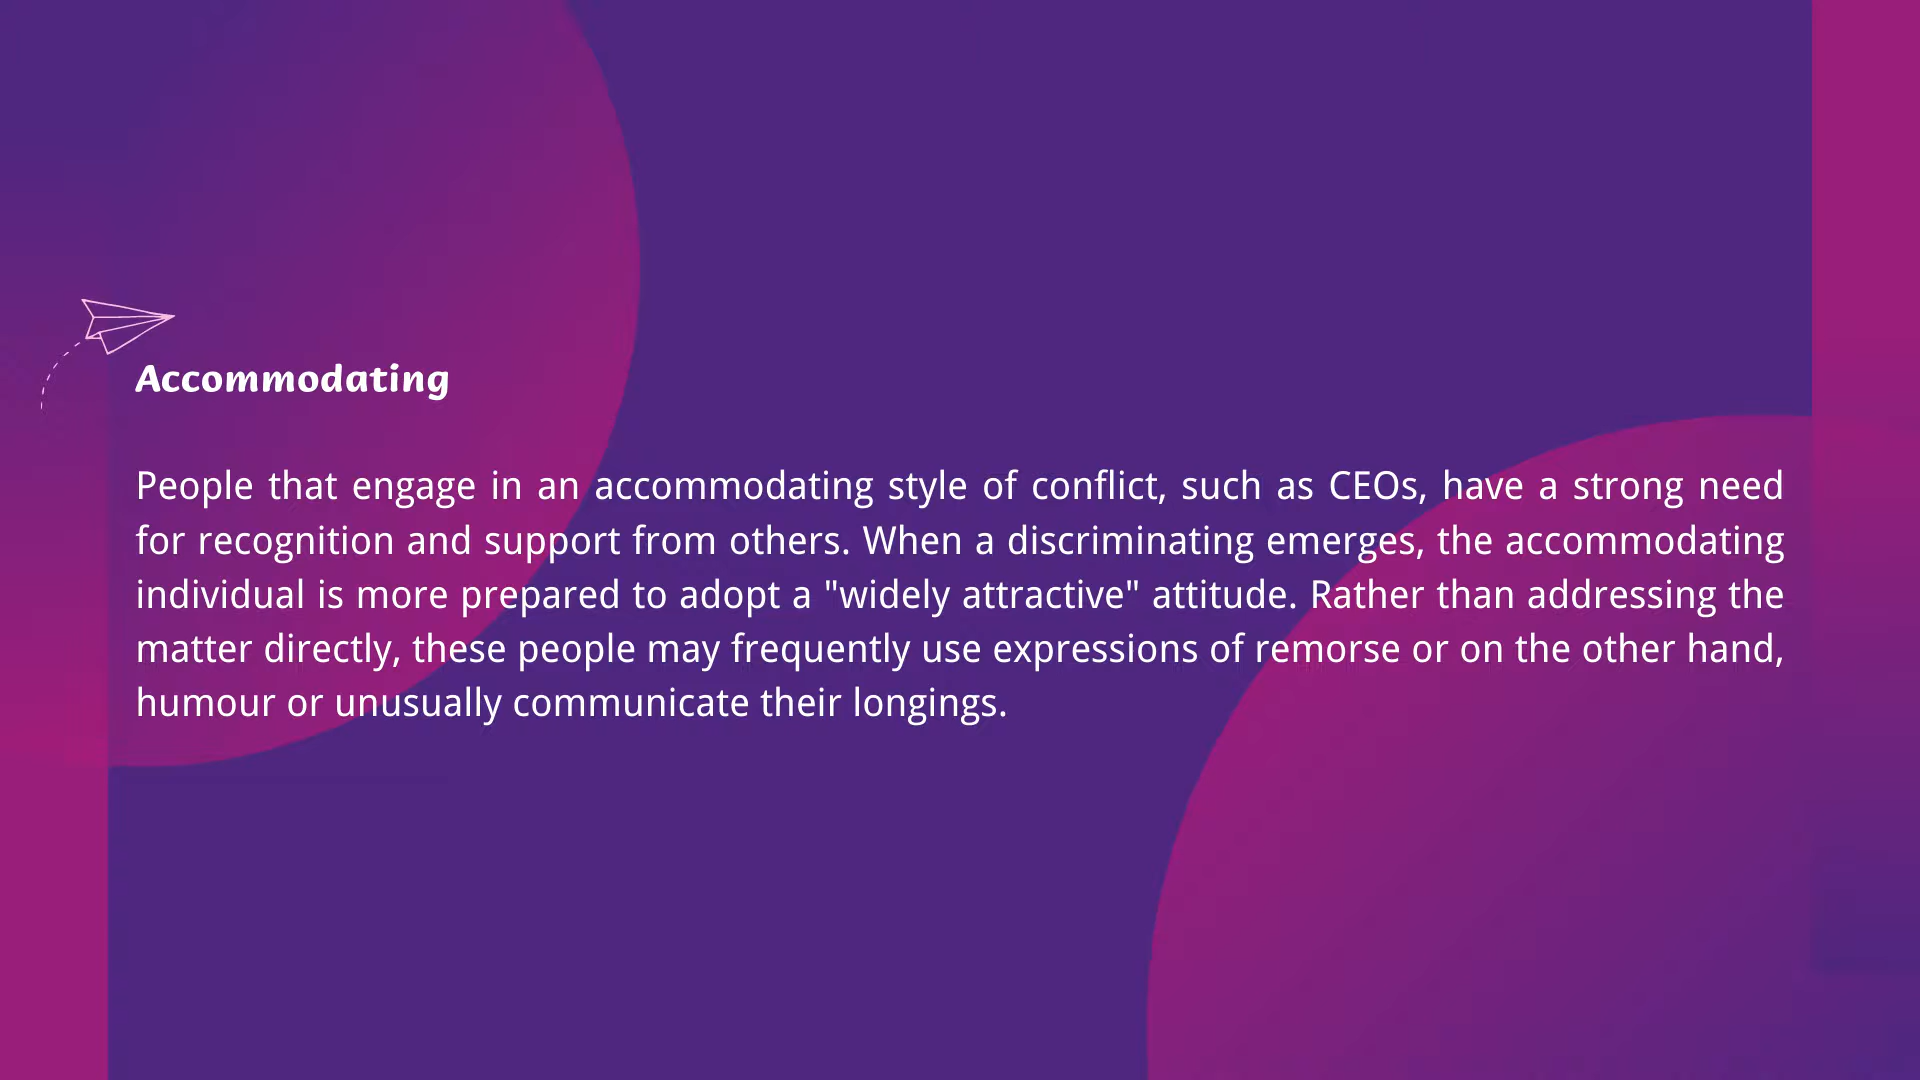 Accommodating
People that engage in an accommodating style of conflict, such as CEOs, have a strong need
for recognition and support from others. When a discriminating emerges, the accommodating
individual is more prepared to adopt a "widely attractive" attitude. Rather than addressing the
matter directly, these people may frequently use expressions of remorse or on the other hand,
humour or unusually communicate their longings.